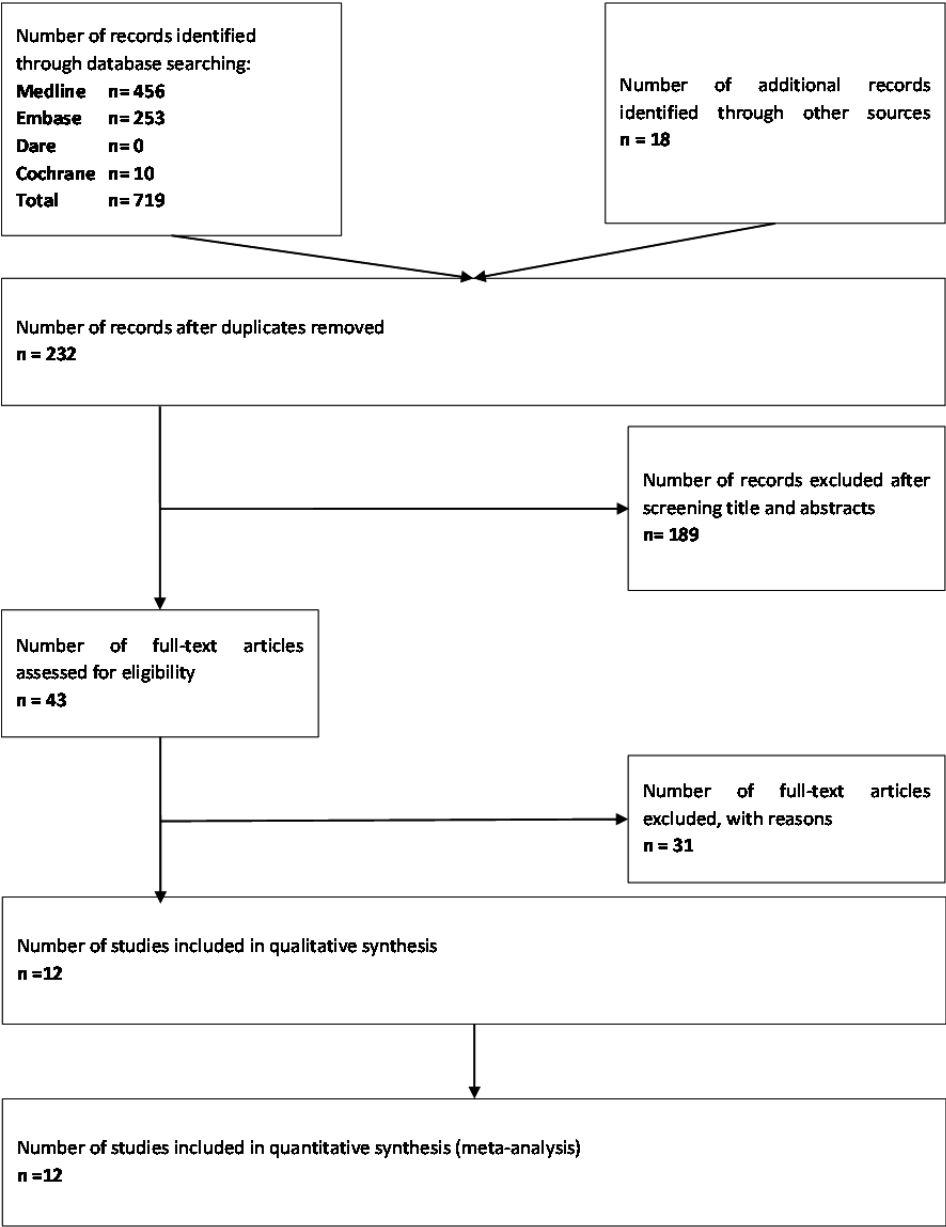 Number of records identified
through database searching:
Medline n= 456
Embase n= 253
Dare n= 0
Cochrane n= 10
Total n= 719
Number of additional records
identified through other sources
n = 18
Number of records after duplicates removed
n = 232
Number of records excluded after
screening title and abstracts
n= 189
Number of full-text articles
assessed for eligibility
n = 43
Number of full-text articles
excluded, with reasons
n = 31
Number of studies included in qualitative synthesis
n =12
Number of studies included in quantitative synthesis (meta-analysis)
n =12